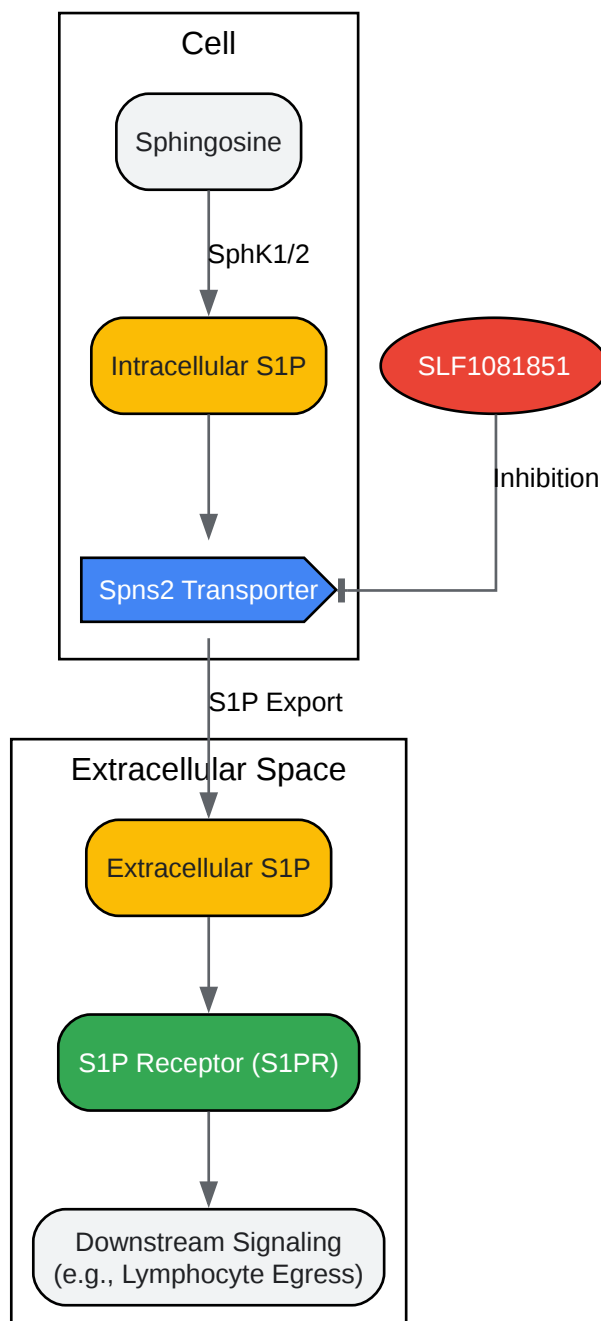 Cell
Sphingosine
SphK1/2
Intracellular S1P
SLF1081851
Inhibition
Spns2 Transporter
S1P Export
Extracellular Space
Extracellular S1P
S1P Receptor (S1PR)
Downstream Signaling
(e.g., Lymphocyte Egress)